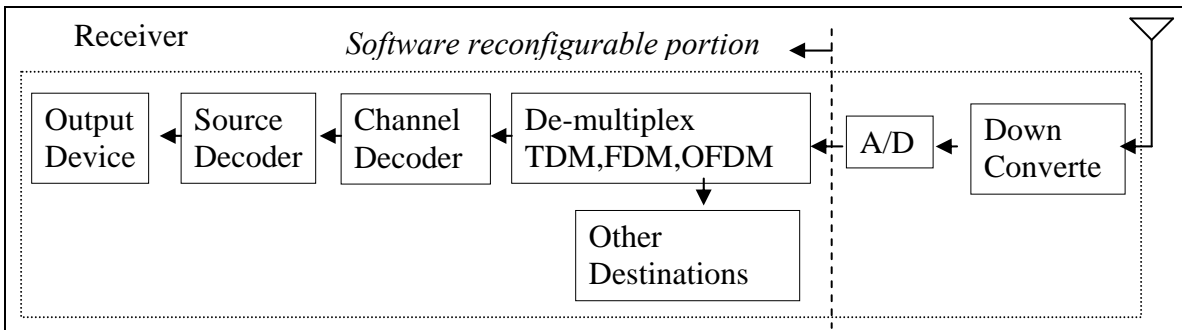 Receiver
Software reconfigurable portion
Output
Device
Source
Decoder
Channel
Decoder
De-multiplex
TDM,FDM,OFDM
A/D
Down
Converte
Other
Destinations